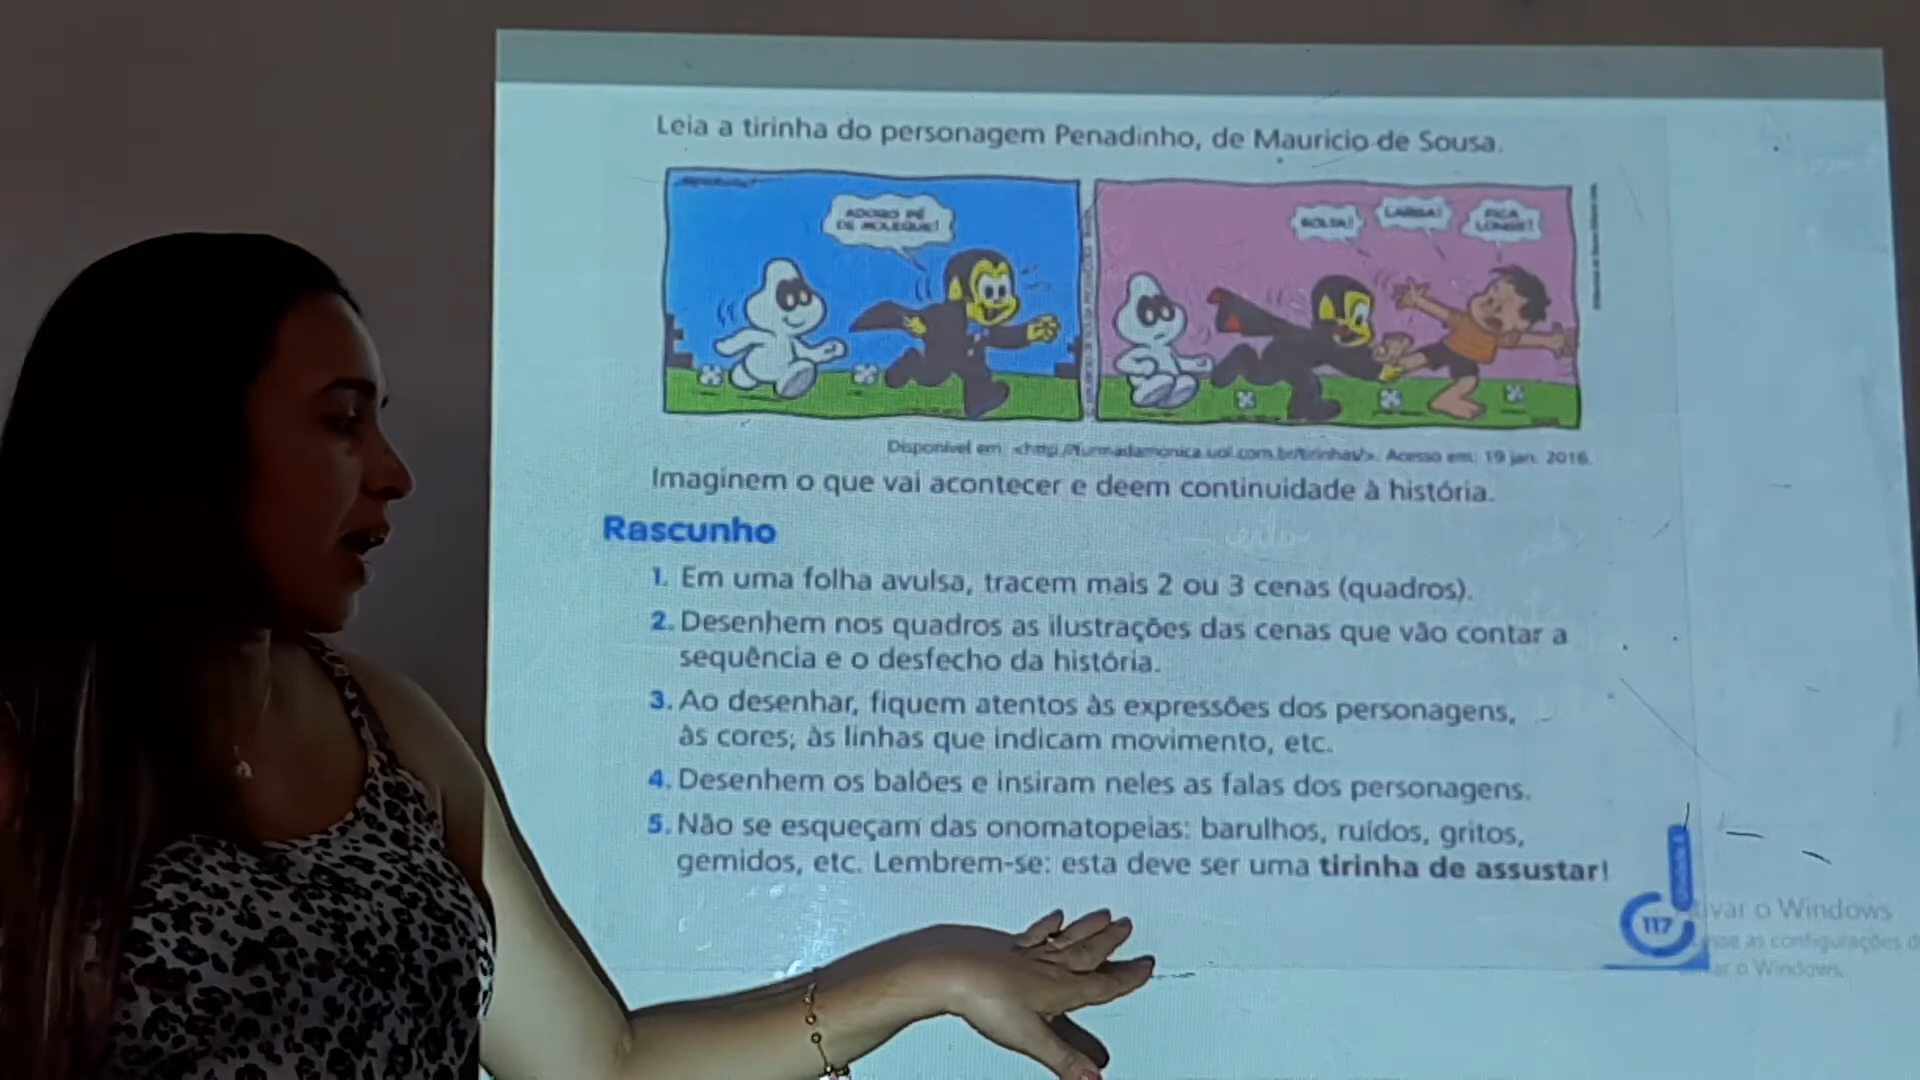 Leia a tirinha do personagem Penadinho, de Mauricio de Sousa.
ADORO PÉ
DE MOLEQUE!
SOLTA!
LARGA!
FICA
LONGE!
Disponível em: <http://turmadamonica.uol.com.br/tirinhas/>. Acesso em: 19 jan. 2016.
Imaginem o que vai acontecer e deem continuidade à história.
Rascunho
1. Em uma folha avulsa, tracem mais 2 ou 3 cenas (quadros).
2. Desenhem nos quadros as ilustrações das cenas que vão contar a
sequência e o desfecho da história.
3. Ao desenhar, fiquem atentos às expressões dos personagens,
às cores; às linhas que indicam movimento, etc.
4. Desenhem os balões e insiram neles as falas dos personagens.
5. Não se esqueçam das onomatopeias: barulhos, ruídos, gritos,
gemidos, etc. Lembrem-se: esta deve ser uma tirinha de assustar!
117
tivar o Windows
esse as configurações d
ar o Windows.